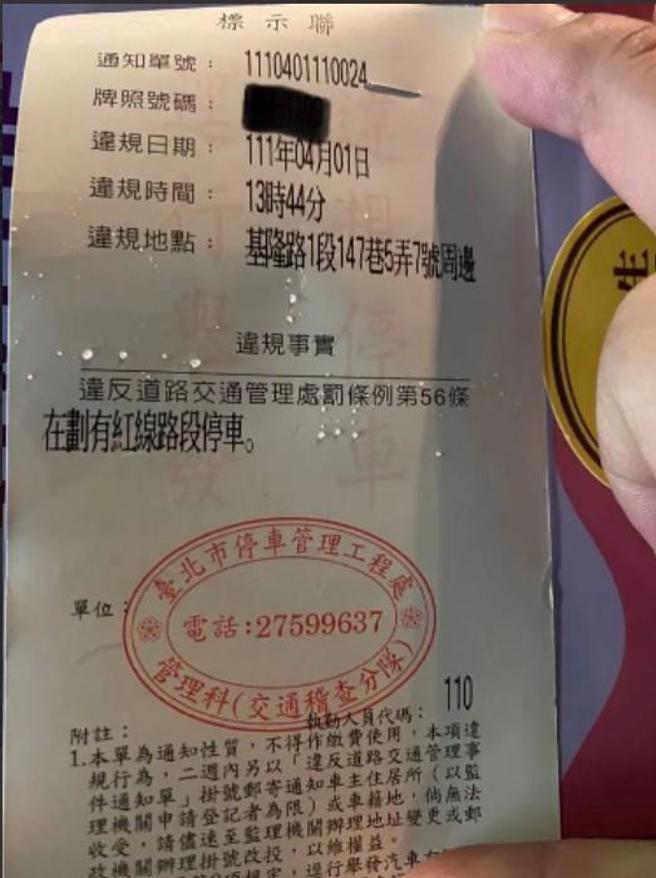 標示聯
通知單號： 1110401110024
牌照號碼：
違規日期： 111年04月01日
違規時間： 13時44分
違規地點： 基隆路1段147巷5弄7號周邊
違規事實
違反道路交通管理處罰條例第56條
在劃有紅線路段停車。
單位：
臺北市停車管理工程處
電話:27599637
管理科(交通稽查分隊)
110
執勤人員代碼：
附註：
1.本單為通知性質，不得作繳費使用，本項違
規行為，二週內另以「違反道路交通管理事
件通知單」掛號郵寄通知車主住居所（以監
理機關申請登記者為限）或車籍地，倘無法
收受，請儘速至監理機關辦理地址變更或郵
政機關辦理掛號改投，以維權益。
規定，逕行舉發汽車